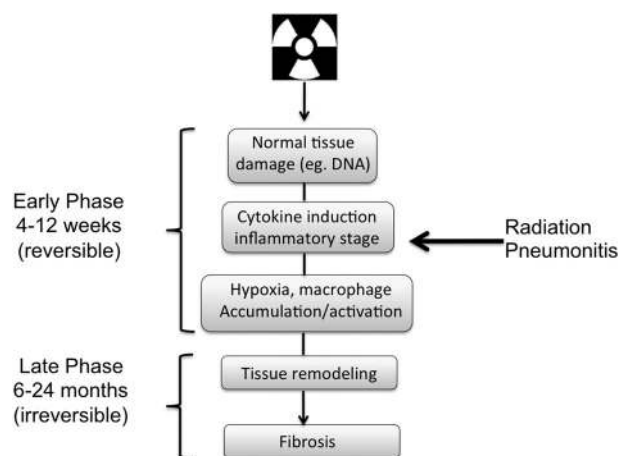 Normal tissue
damage (eg. DNA)
Early Phase
4-12 weeks
(reversible)
Cytokine induction
inflammatory stage
Radiation
Pneumonitis
Hypoxia, macrophage
Accumulation/activation
Late Phase
6-24 months
(irreversible)
Tissue remodeling
Fibrosis